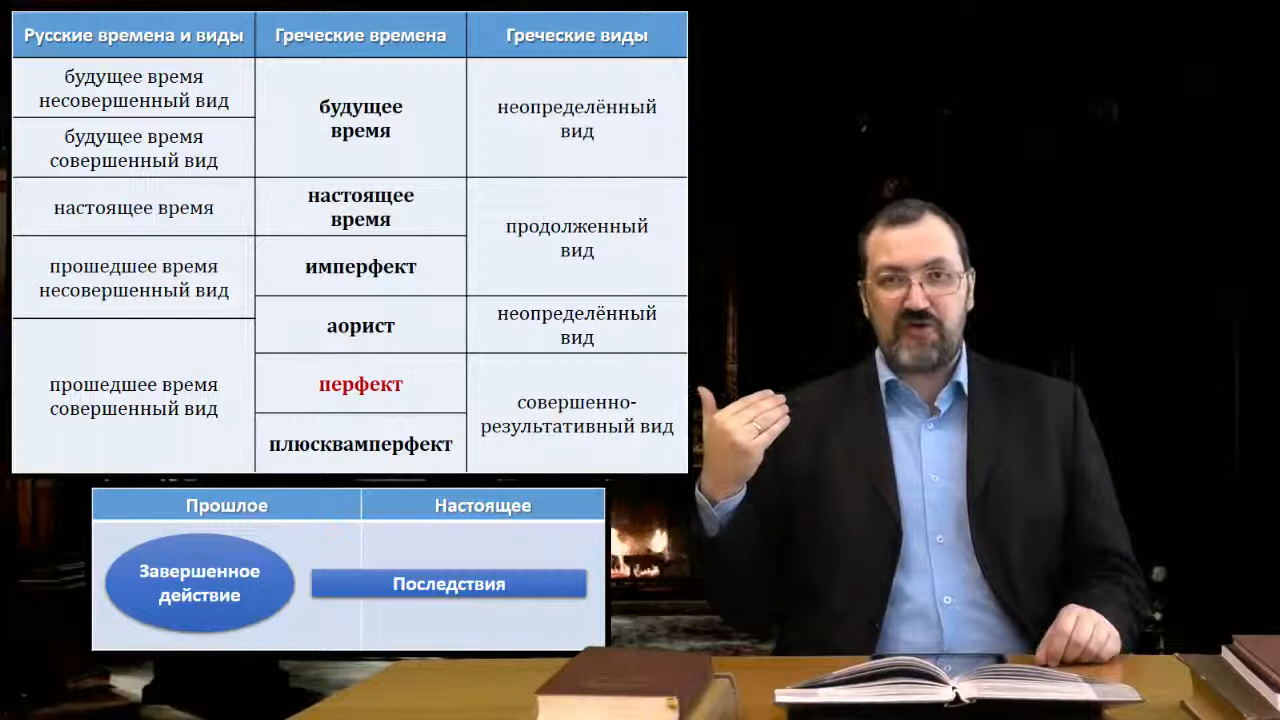 Русские времена и виды
Греческие времена
Греческие виды
будущее время
несовершенный вид
будущее
время
неопределённый
вид
будущее время
совершенный вид
настоящее время
настоящее
время
продолженный
вид
прошедшее время
несовершенный вид
имперфект
аорист
неопределённый
вид
прошедшее время
совершенный вид
перфект
совершенно-
результативный вид
плюсквамперфект
Прошлое
Настоящее
Завершенное
действие
Последствия